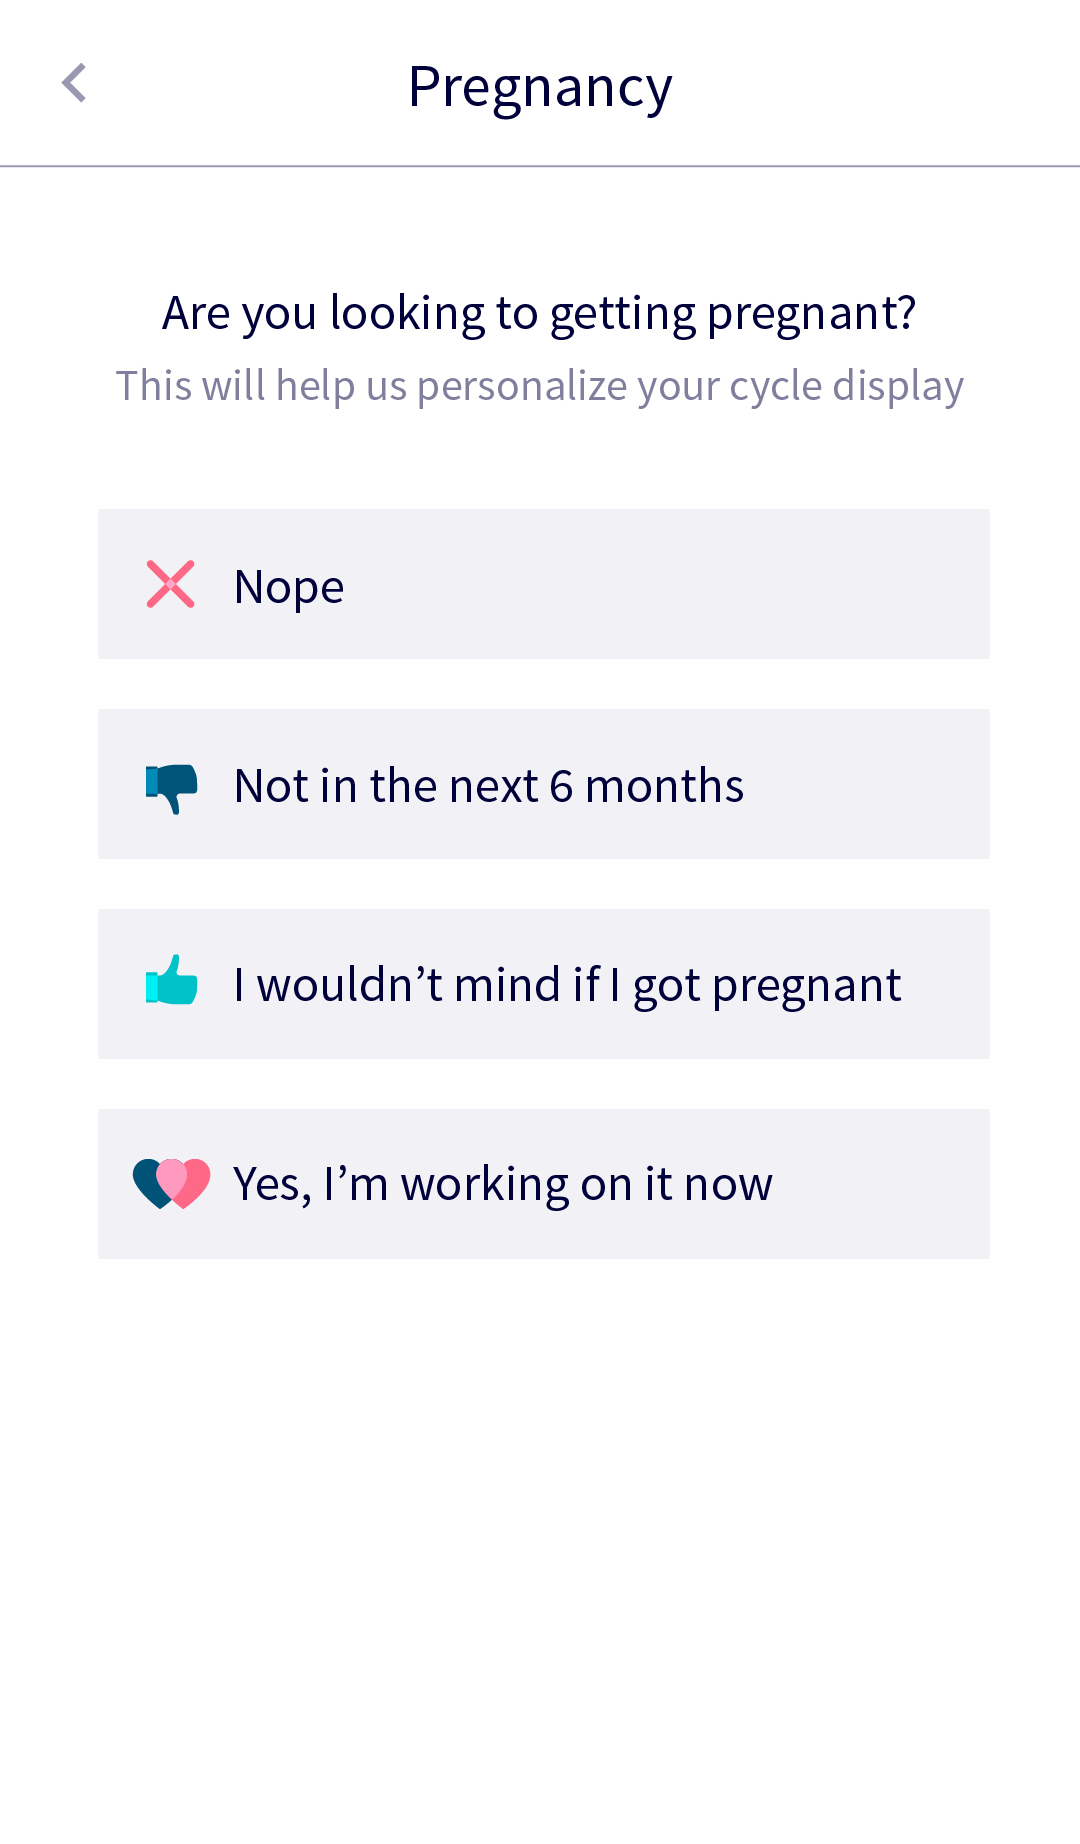 Pregnancy
Are you looking to getting pregnant?
This will help us personalize your cycle display
Nope
Not in the next 6 months
I wouldn’t mind if I got pregnant
Yes, I’m working on it now